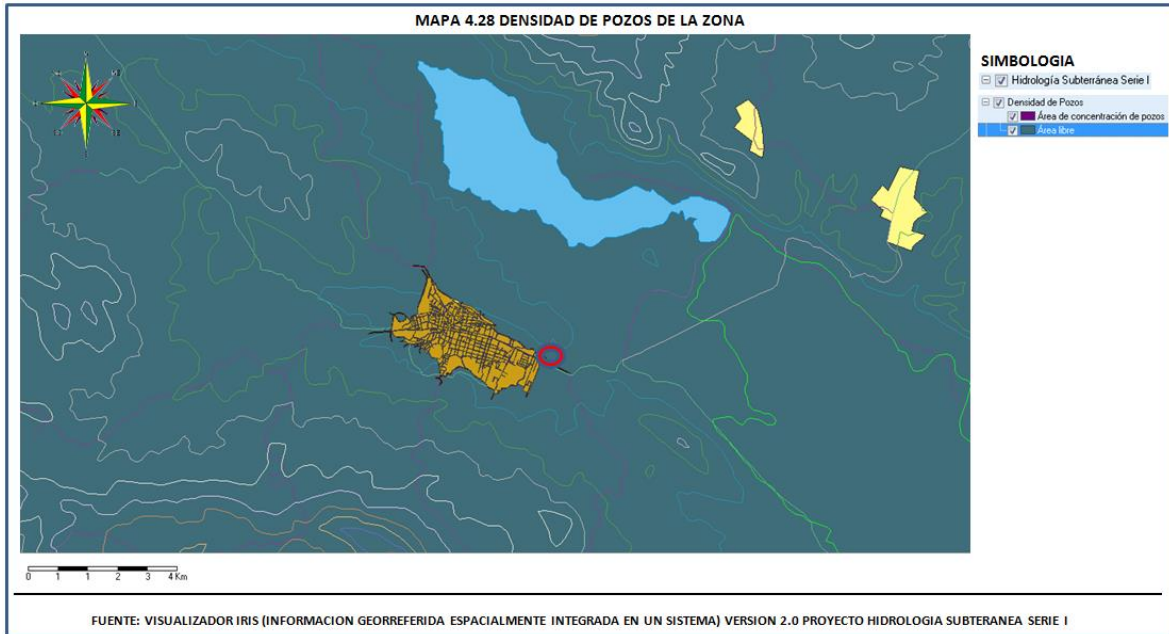 MAPA 4.28 DENSIDAD DE POZOS DE LA ZONA
SIMBOLOGIA
Hidrología Subterránea Serie I
Densidad de Pozos
Área de concentración de pozos
Área libre
0 1 1 2 3 4 Km
FUENTE: VISUALIZADOR IRIS (INFORMACION GEORREFERIDA ESPACIALMENTE INTEGRADA EN UN SISTEMA) VERSION 2.0 PROYECTO HIDROLOGIA SUBTERANEA SERIE I